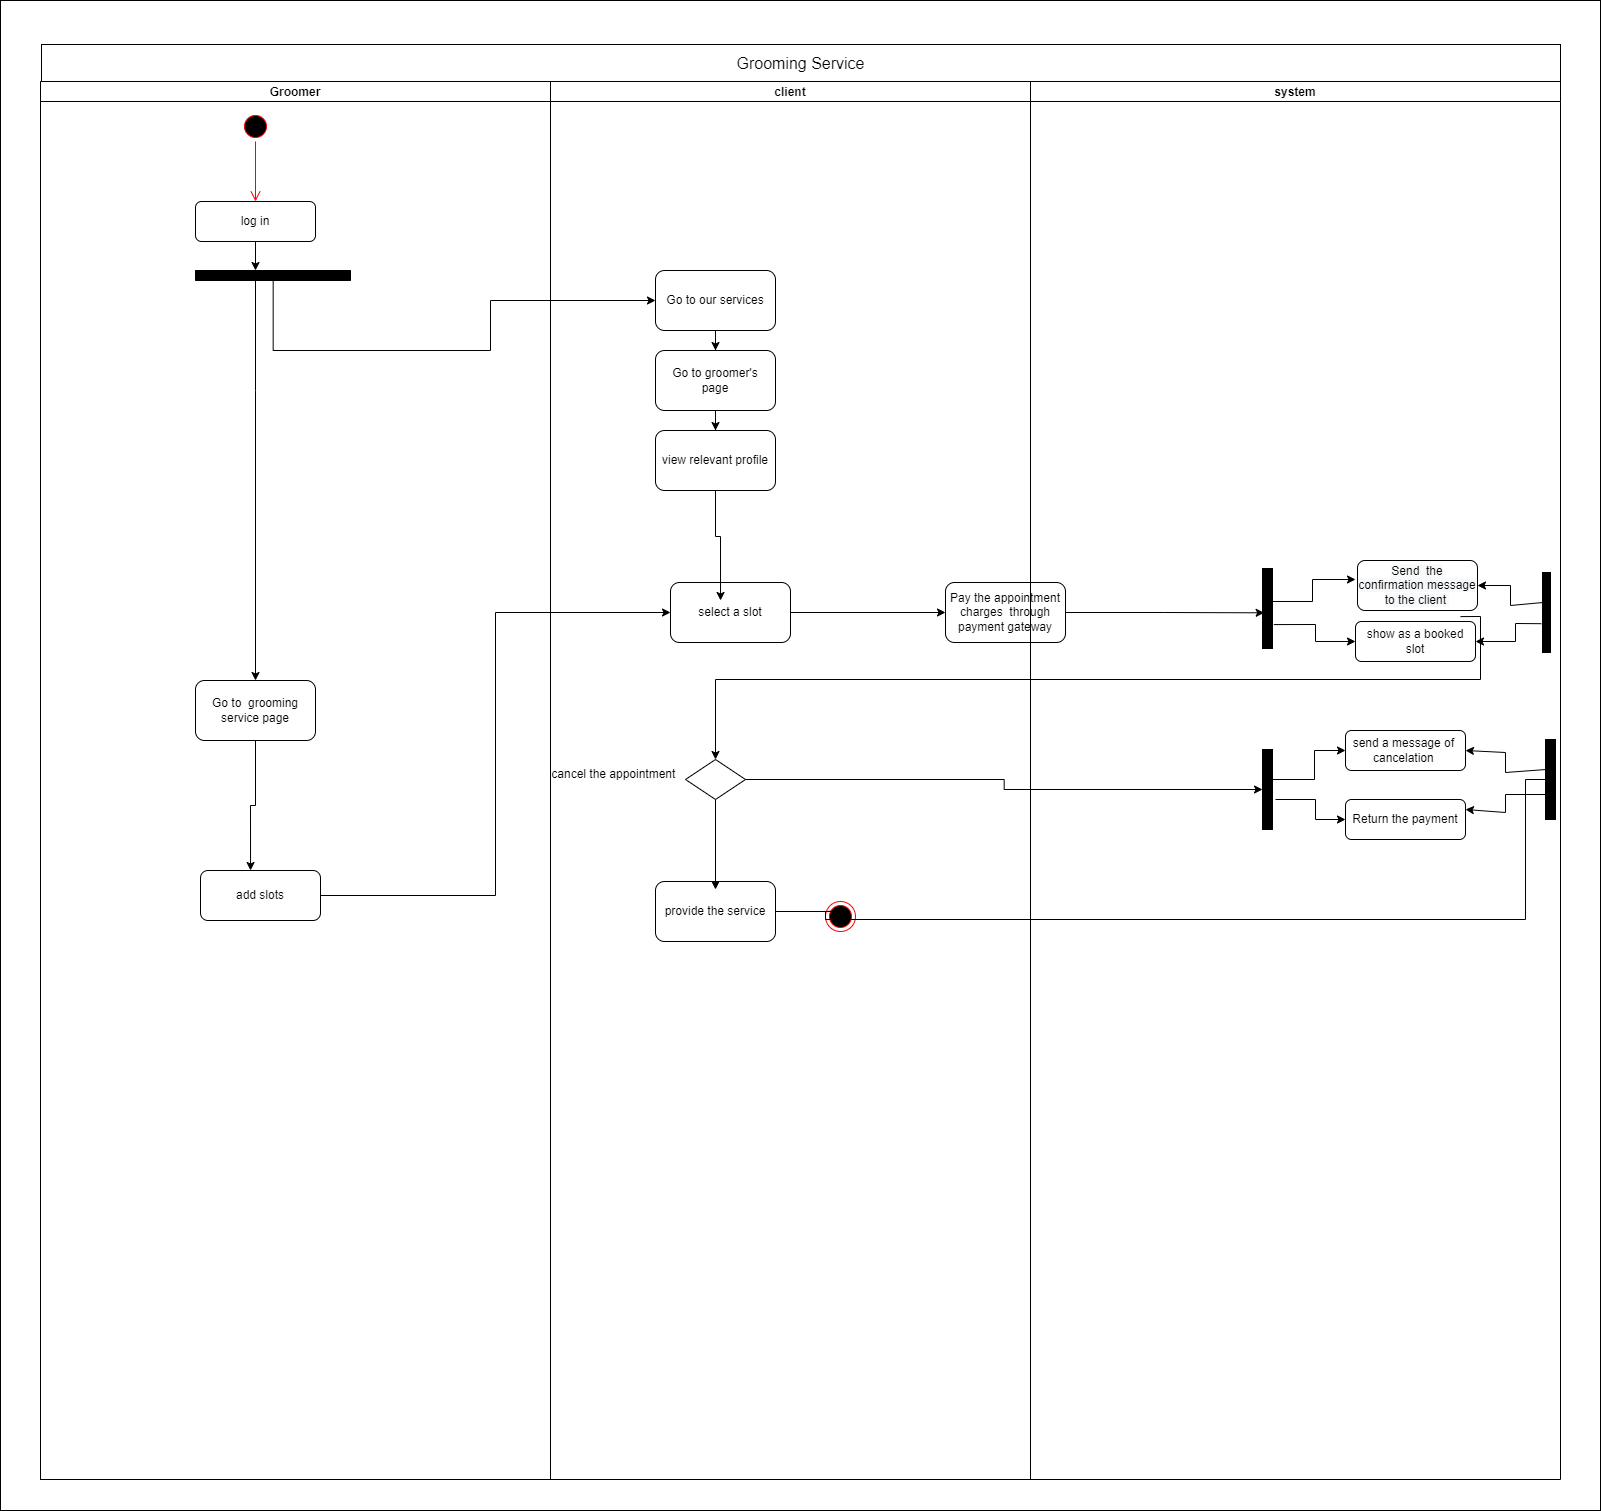 Grooming Service
Groomer
client
system
log in
Go to our services
Go to groomer's
page
view relevant profile
select a slot
Pay the appointment
charges  through
payment gateway
Send  the
confirmation message
to the client
show as a booked
slot
Go to  grooming
service page
send a message of
cancelation
cancel the appointment
Return the payment
add slots
provide the service